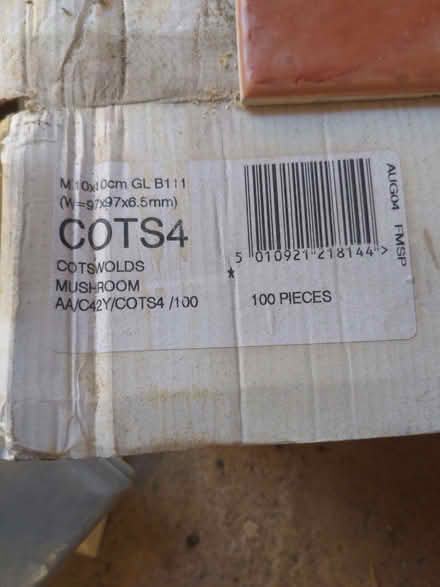 M 10x10cm GL B111
(W=97x97x6.5mm)
COTS4
COTSWOLDS
MUSHROOM
AA/C42Y/COTS4 /100
5 010921 218144 >
*
100 PIECES
AUG04 FMSP